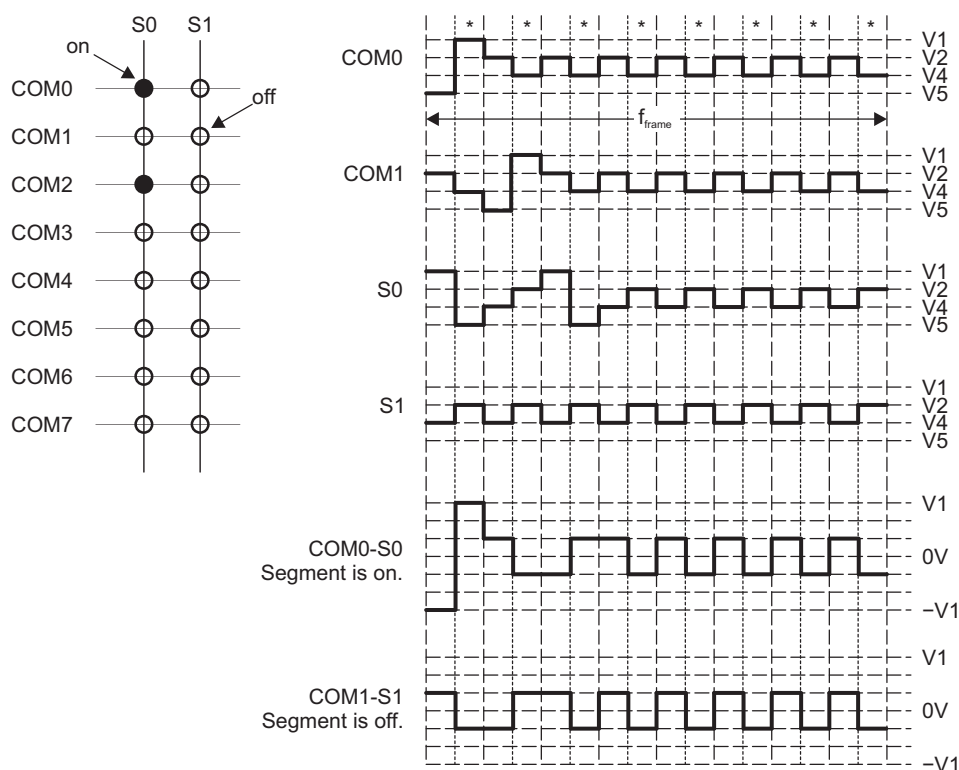 S0 S1
on
COM0
off
COM1
COM2
COM3
COM4
COM5
COM6
COM7
* * * * * * * *
COM0
V1
V2
V4
V5
fframe
COM1
V1
V2
V4
V5
S0
V1
V2
V4
V5
S1
V1
V2
V4
V5
COM0-S0
Segment is on.
V1
0V
−V1
COM1-S1
Segment is off.
V1
0V
−V1